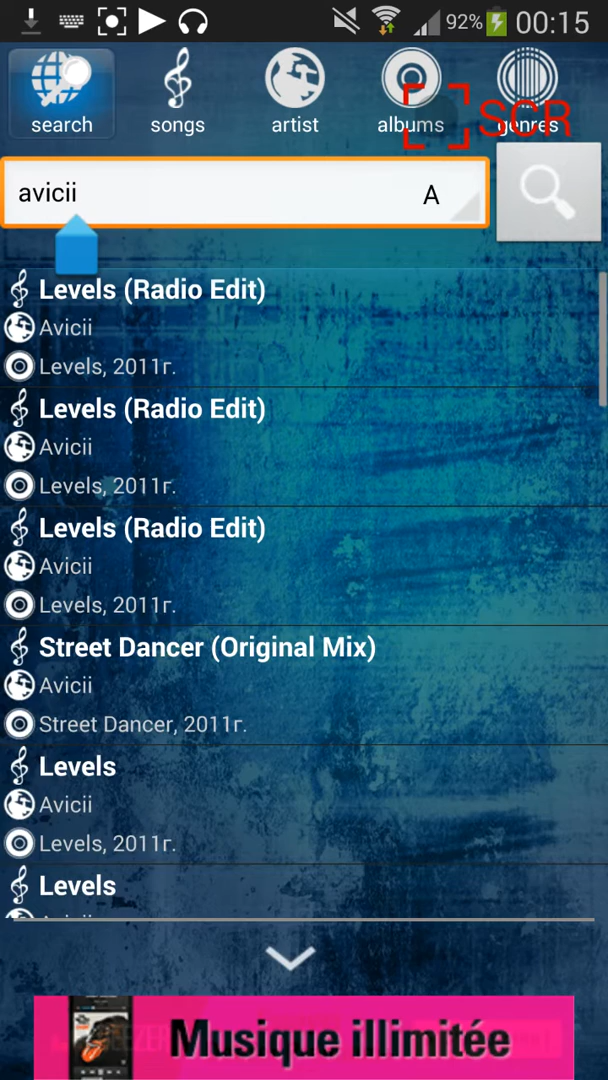 92% 00:15
search songs artist albums genres
SCR
avicii A
Levels (Radio Edit)
Avicii
Levels, 2011г.
Levels (Radio Edit)
Avicii
Levels, 2011г.
Levels (Radio Edit)
Avicii
Levels, 2011г.
Street Dancer (Original Mix)
Avicii
Street Dancer, 2011г.
Levels
Avicii
Levels, 2011г.
Levels
Musique illimitée